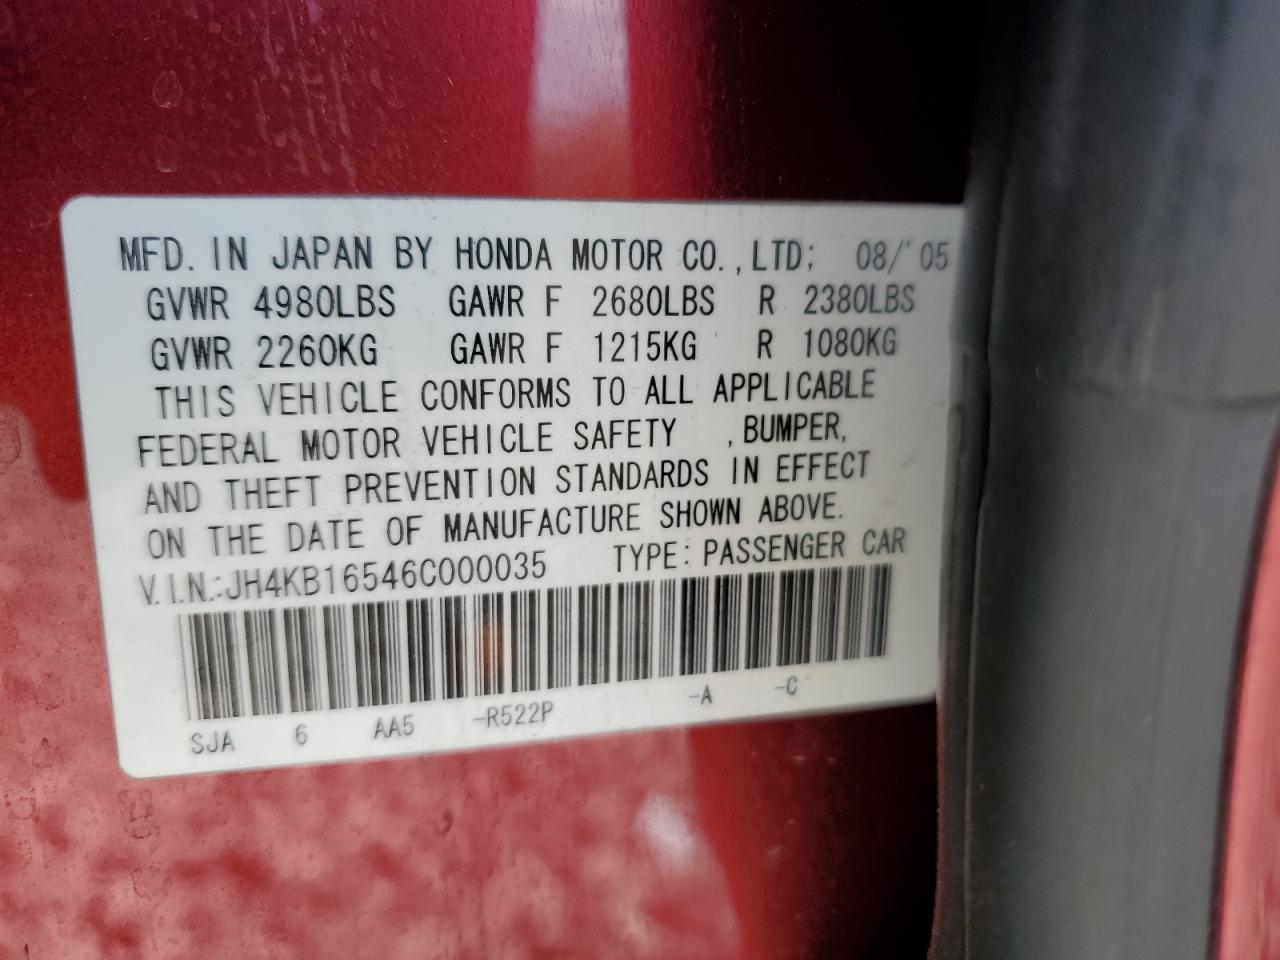 MFD. IN JAPAN BY HONDA MOTOR CO., LTD; 08/'05
GVWR 4980LBS GAWR F 2680LBS R 2380LBS
GVWR 2260KG GAWR F 1215KG R 1080KG
THIS VEHICLE CONFORMS TO ALL APPLICABLE
FEDERAL MOTOR VEHICLE SAFETY , BUMPER,
AND THEFT PREVENTION STANDARDS IN EFFECT
ON THE DATE OF MANUFACTURE SHOWN ABOVE.
V.I.N.:JH4KB16546C000035 TYPE: PASSENGER CAR
SJA 6 AA5 -R522P -A -C